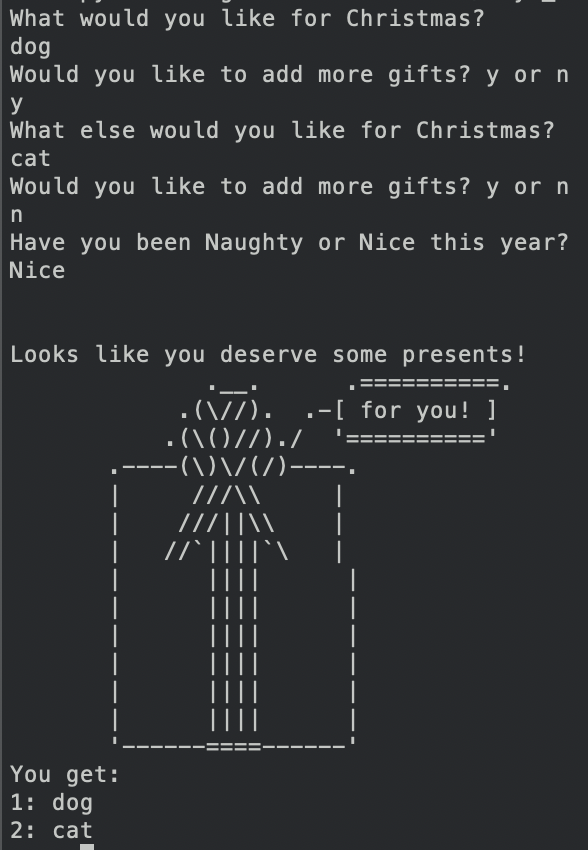 What would you like for Christmas?
dog
Would you like to add more gifts? y or n
y
What else would you like for Christmas?
cat
Would you like to add more gifts? y or n
n
Have you been Naughty or Nice this year?
Nice
Looks like you deserve some presents!
for you!
You get:
1: dog
2: cat